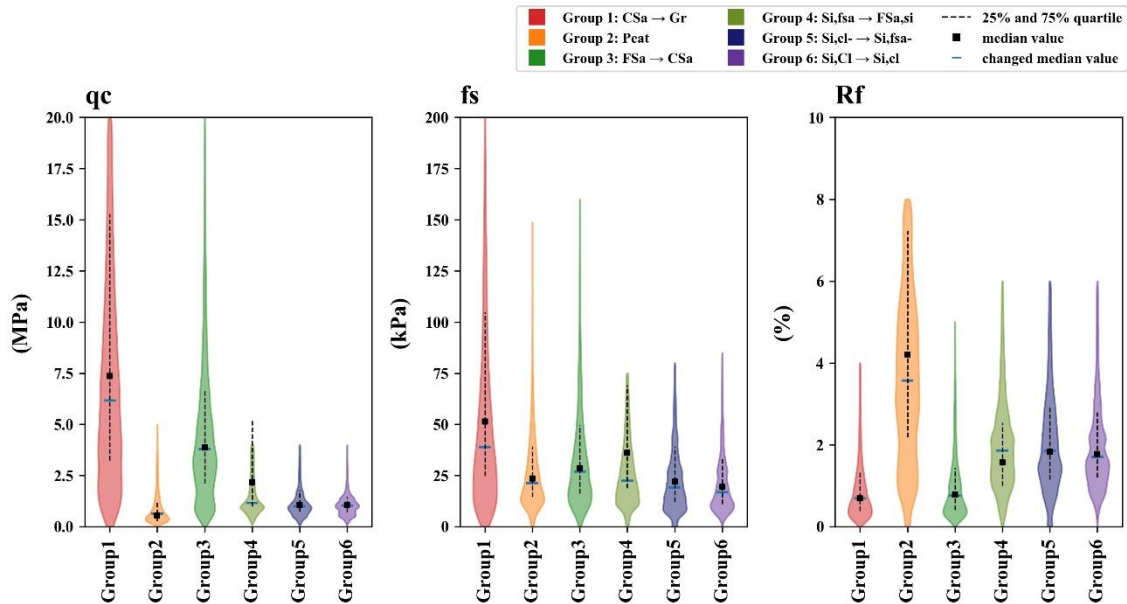 Group 1: CSa → Gr
Group 2: Peat
Group 3: FSa → CSa
Group 4: Si,fsa → FSa,si
Group 5: Si,cl- → Si,fsa-
Group 6: Si,Cl → Si,cl
25% and 75% quartile
median value
changed median value
qc
(MPa)
20.0
17.5
15.0
12.5
10.0
7.5
5.0
2.5
0.0
Group1
Group2
Group3
Group4
Group5
Group6
fs
(kPa)
200
175
150
125
100
75
50
25
0
Group1
Group2
Group3
Group4
Group5
Group6
Rf
(%)
10
8
6
4
2
0
Group1
Group2
Group3
Group4
Group5
Group6